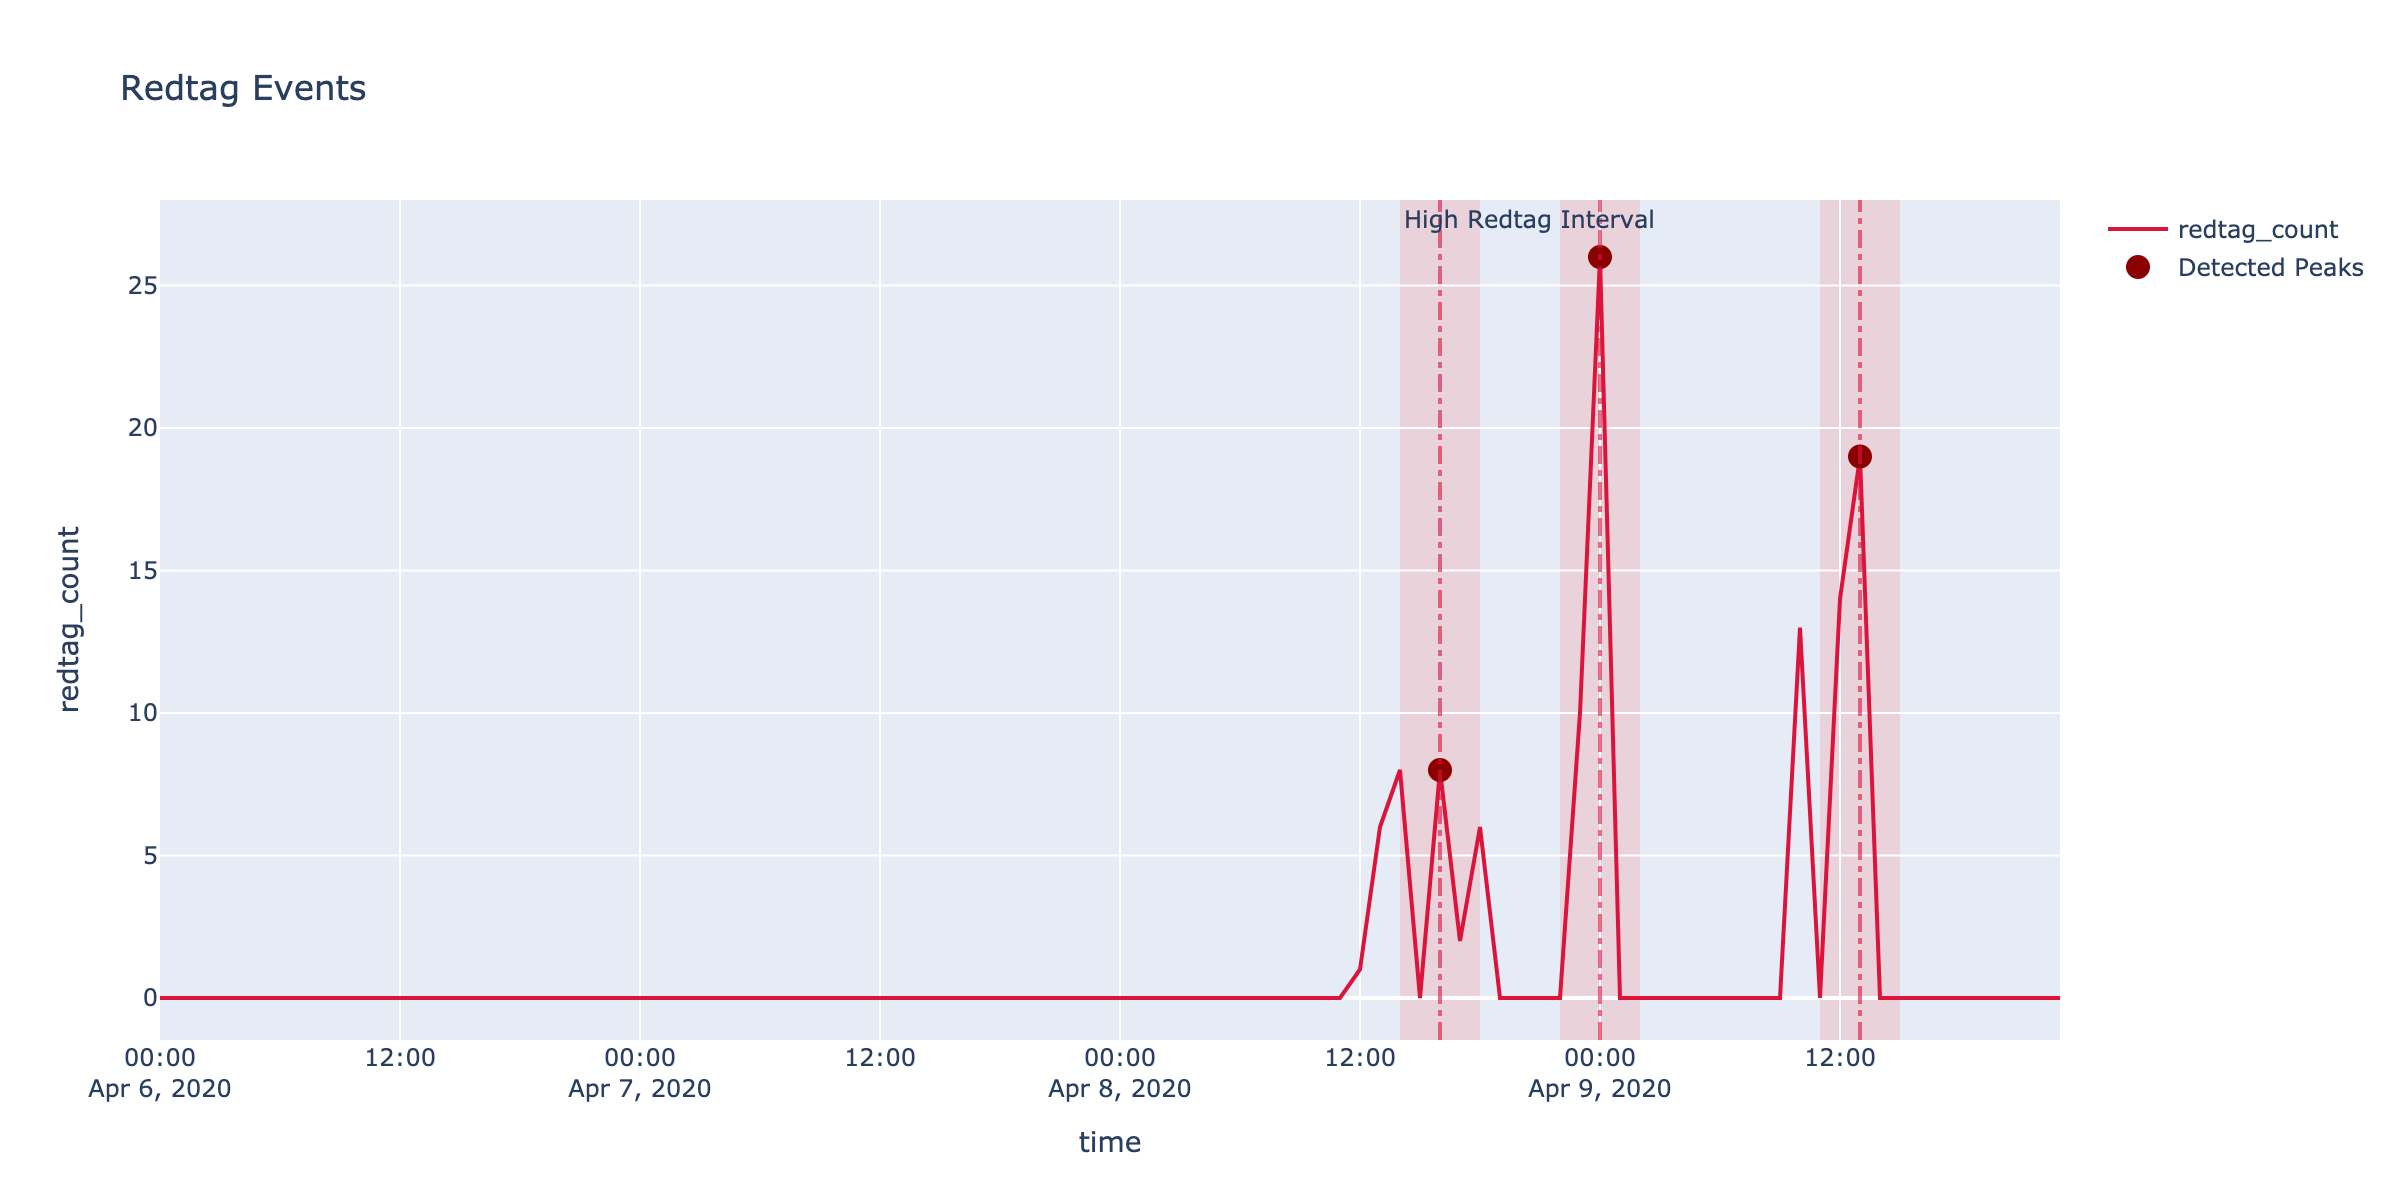 Redtag Events
High Redtag Interval
redtag_count
Detected Peaks
redtag_count
25
20
15
10
5
0
00:00 12:00 00:00 12:00 00:00 12:00 00:00 12:00
Apr 6, 2020 Apr 7, 2020 Apr 8, 2020 Apr 9, 2020
time